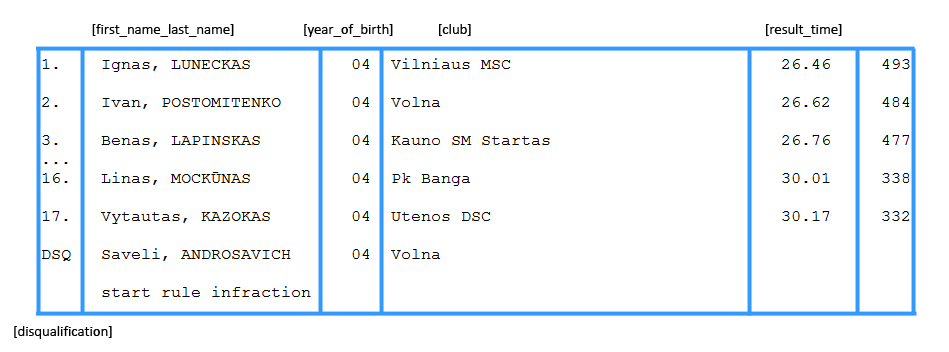 [first_name_last_name] [year_of_birth] [club] [result_time]
1. Ignas, LUNECKAS 04 Vilniaus MSC 26.46 493
2. Ivan, POSTOMITENKO 04 Volna 26.62 484
3. Benas, LAPINSKAS 04 Kauno SM Startas 26.76 477
...
16. Linas, MOCKŪNAS 04 Pk Banga 30.01 338
17. Vytautas, KAZOKAS 04 Utenos DSC 30.17 332
DSQ Saveli, ANDROSAVICH 04 Volna
start rule infraction
[disqualification]